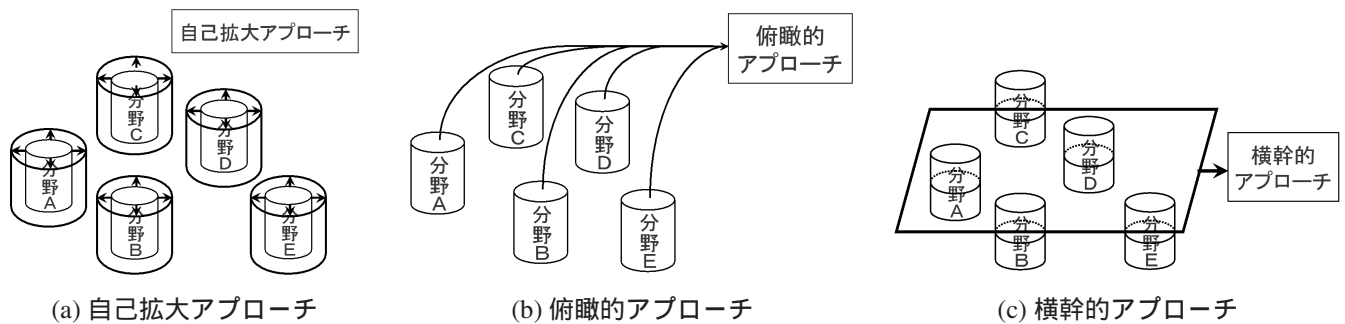 自己拡大アプローチ
分野C
分野D
分野A
分野B
分野E
(a) 自己拡大アプローチ
俯瞰的
アプローチ
分野C
分野D
分野A
分野B
分野E
(b) 俯瞰的アプローチ
分野C
分野D
分野A
分野B
分野E
横幹的
アプローチ
(c) 横幹的アプローチ